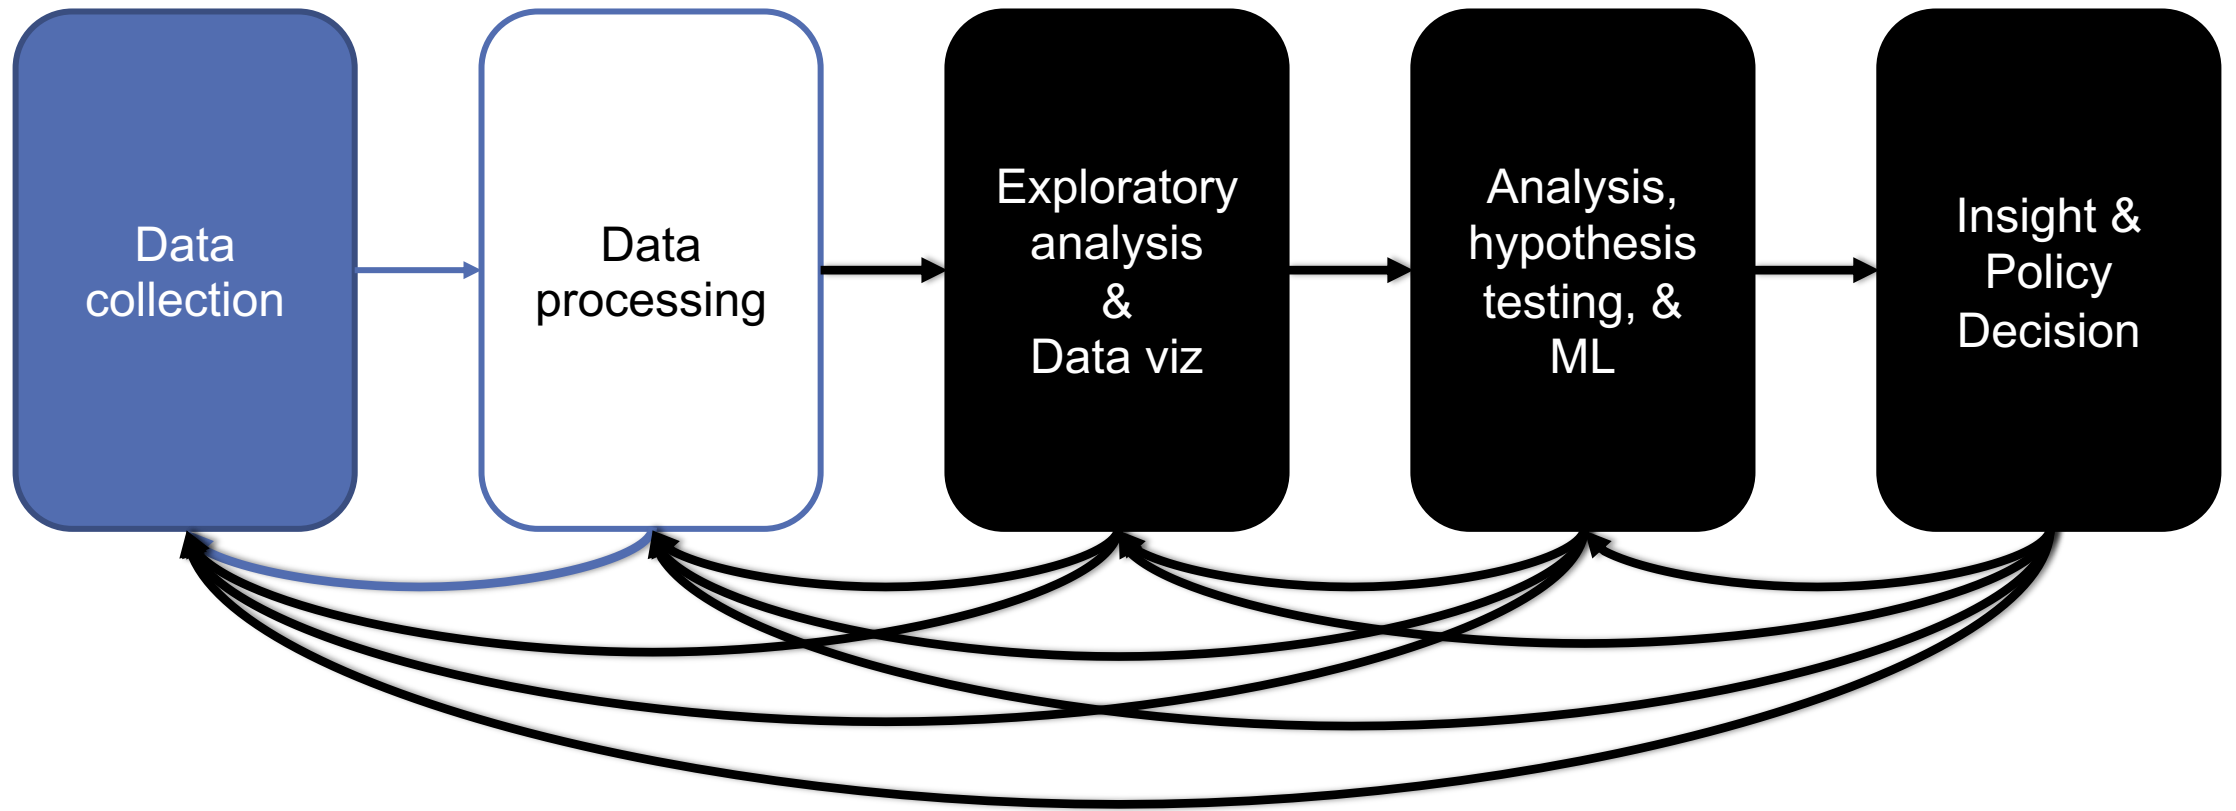 Data
collection
Data
processing
Exploratory
analysis
&
Data viz
Analysis,
hypothesis
testing, &
ML
Insight &
Policy
Decision